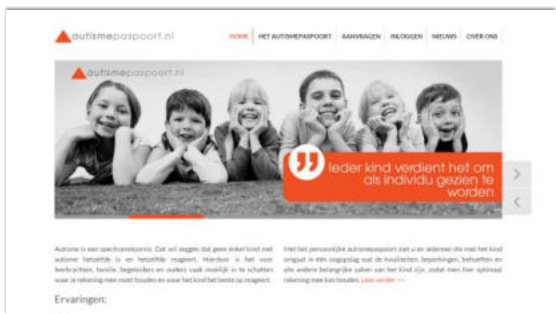 autismepaspoort.nl
HOME HET AUTISMEPASPOORT AANVRAGEN INLOGGEN NIEUWS OVER ONS
autismepaspoort.nl
Ieder kind verdient het om
als individu gezien te
worden
Autisme is een spectrumstoornis. Dat wil zeggen dat geen enkel kind met
autisme hetzelfde is en hetzelfde reageert. Hierdoor is het voor
leerkrachten, familie, begeleiders en ouders vaak moeilijk in te schatten
waar je rekening mee moet houden en waar het kind het beste op reageert.
Met het persoonlijke autismepaspoort ziet u en iedereen die met het kind
omgaat in één oogopslag wat de kwaliteiten, beperkingen, behoeften en
alle andere belangrijke zaken van het kind zijn, zodat men hier optimaal
rekening mee kan houden. Lees verder >>
Ervaringen: